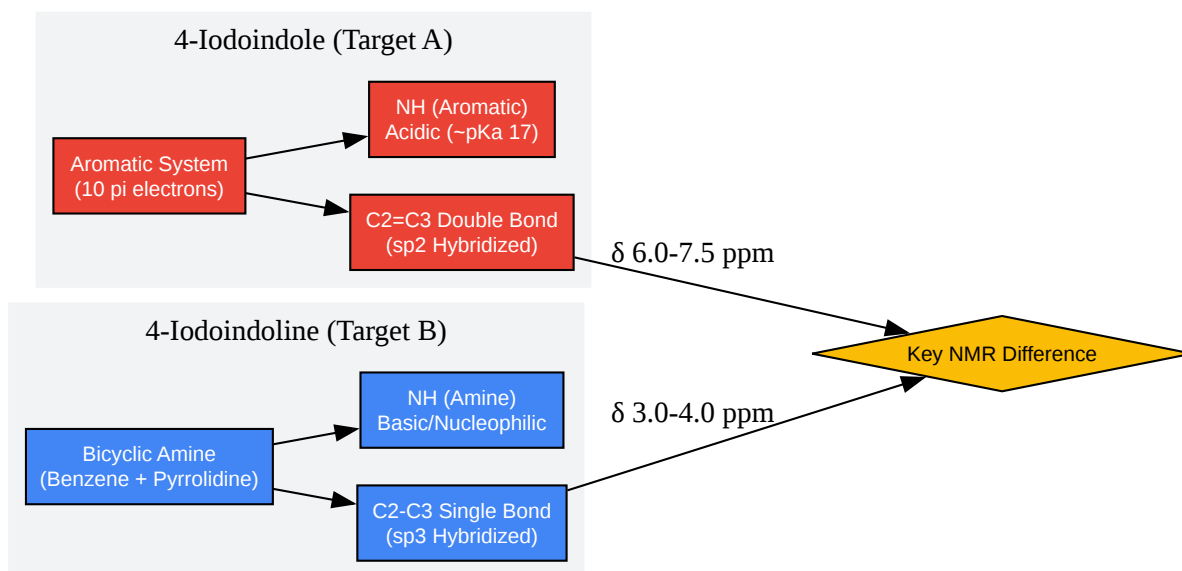 4-Iodoindole (Target A)
NH (Aromatic)
Acidic (~pKa 17)
Aromatic System
(10 pi electrons)
C2=C3 Double Bond
(sp2 Hybridized)
δ 6.0-7.5 ppm
4-Iodoindoline (Target B)
Key NMR Difference
NH (Amine)
Basic/Nucleophilic
δ 3.0-4.0 ppm
Bicyclic Amine
(Benzene + Pyrrolidine)
C2-C3 Single Bond
(sp3 Hybridized)